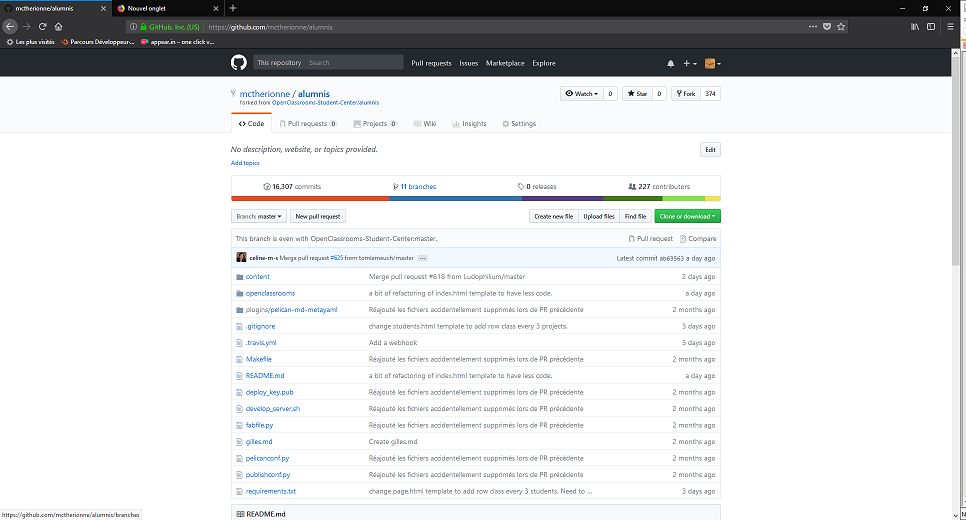 mctherionne/alumnis
Nouvel onglet
GitHub, Inc. (US) https://github.com/mctherionne/alumnis
Les plus visités Parcours Développeur-... appear.in – one click v...
This repository Search Pull requests Issues Marketplace Explore
mctherionne / alumnis
forked from OpenClassrooms-Student-Center/alumnis
Watch 0 Star 0 Fork 374
Code Pull requests 0 Projects 0 Wiki Insights Settings
No description, website, or topics provided. Edit
Add topics
16,307 commits 11 branches 0 releases 227 contributors
Branch: master New pull request Create new file Upload files Find file Clone or download
This branch is even with OpenClassrooms-Student-Center:master. Pull request Compare
celine-m-s Merge pull request #625 from tomlemeuch/master ... Latest commit ab63563 a day ago
content Merge pull request #618 from Ludophilium/master 2 days ago
openclassrooms a bit of refactoring of index.html template to have less code. a day ago
plugins/pelican-md-metayaml Réajouté les fichiers accidentellement supprimés lors de PR précédente 2 months ago
.gitignore change students.html template to add row class every 3 projects. 3 days ago
.travis.yml Add a webhook 5 days ago
Makefile Réajouté les fichiers accidentellement supprimés lors de PR précédente 2 months ago
README.md a bit of refactoring of index.html template to have less code. a day ago
deploy_key.pub Réajouté les fichiers accidentellement supprimés lors de PR précédente 2 months ago
develop_server.sh Réajouté les fichiers accidentellement supprimés lors de PR précédente 2 months ago
fabfile.py Réajouté les fichiers accidentellement supprimés lors de PR précédente 2 months ago
gilles.md Create gilles.md 2 months ago
pelicanconf.py Réajouté les fichiers accidentellement supprimés lors de PR précédente 2 months ago
publishconf.py Réajouté les fichiers accidentellement supprimés lors de PR précédente 2 months ago
requirements.txt change page.html template to add row class every 3 students. Need to ... 3 days ago
README.md
https://github.com/mctherionne/alumnis/branches